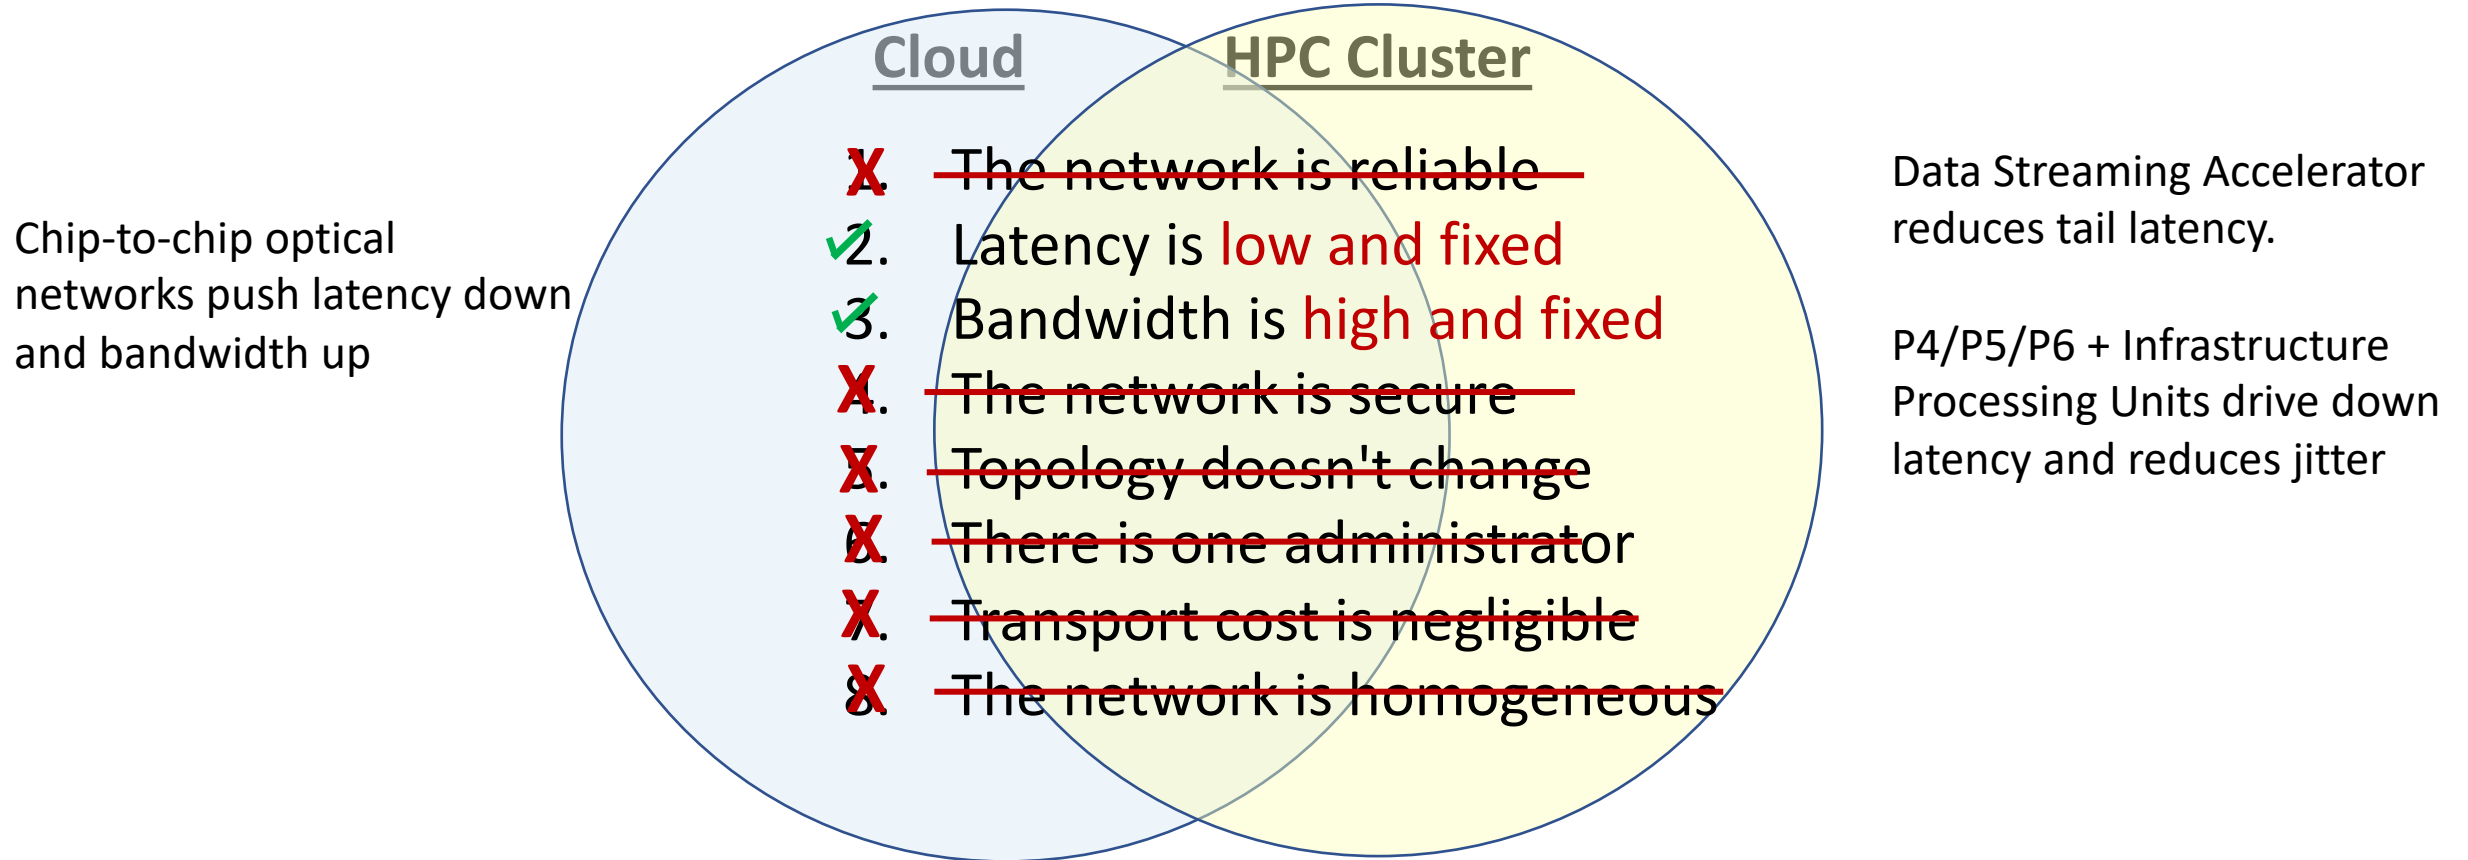 Cloud
HPC Cluster
1. The network is reliable
2. Latency is low and fixed
3. Bandwidth is high and fixed
4. The network is secure
5. Topology doesn't change
6. There is one administrator
7. Transport cost is negligible
8. The network is homogeneous
Chip-to-chip optical
networks push latency down
and bandwidth up
Data Streaming Accelerator
reduces tail latency.
P4/P5/P6 + Infrastructure
Processing Units drive down
latency and reduces jitter